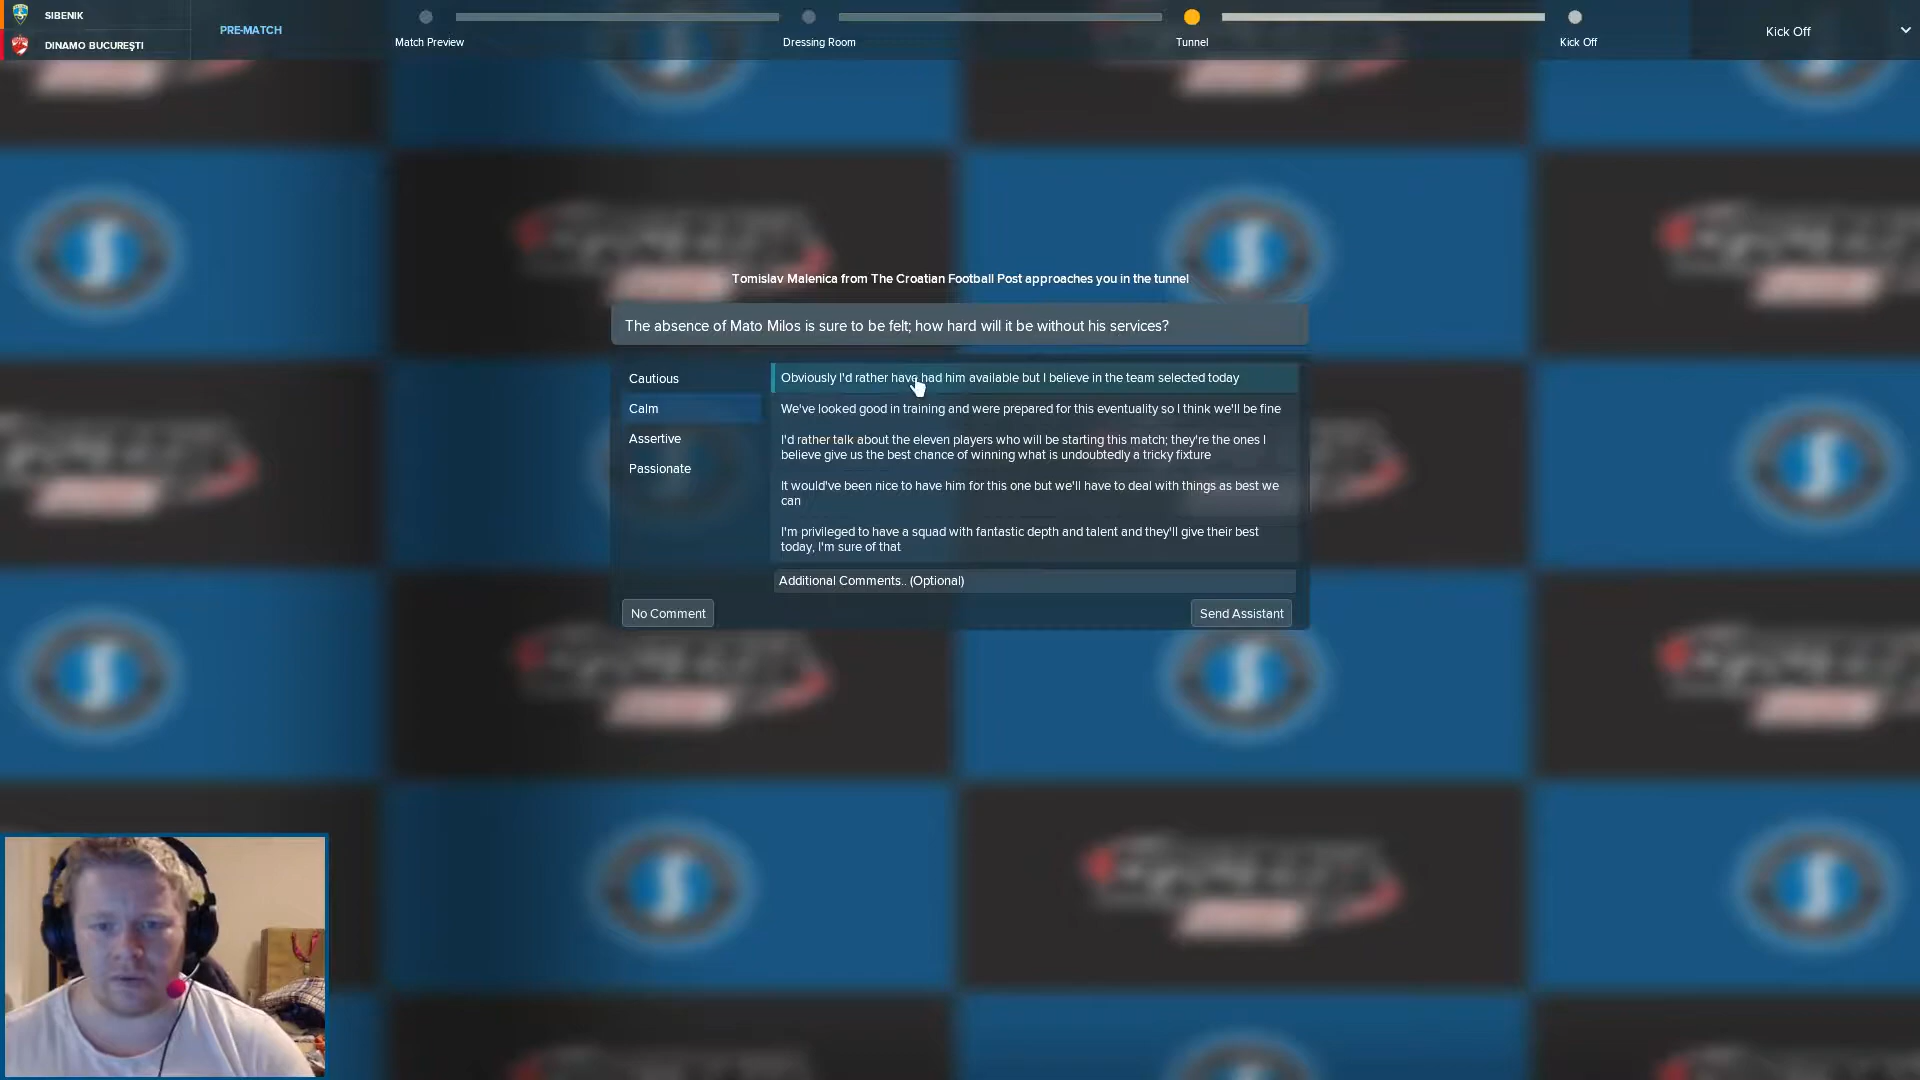 SIBENIK
DINAMO BUCUREŞTI
PRE-MATCH
Match Preview
Dressing Room
Tunnel
Kick Off
Kick Off
Tomislav Malenica from The Croatian Football Post approaches you in the tunnel
The absence of Mato Milos is sure to be felt; how hard will it be without his services?
Cautious
Calm
Assertive
Passionate
Obviously I'd rather have had him available but I believe in the team selected today
We've looked good in training and were prepared for this eventuality so I think we'll be fine
I'd rather talk about the eleven players who will be starting this match; they're the ones I
believe give us the best chance of winning what is undoubtedly a tricky fixture
It would've been nice to have him for this one but we'll have to deal with things as best we
can
I'm privileged to have a squad with fantastic depth and talent and they'll give their best
today, I'm sure of that
Additional Comments.. (Optional)
No Comment
Send Assistant